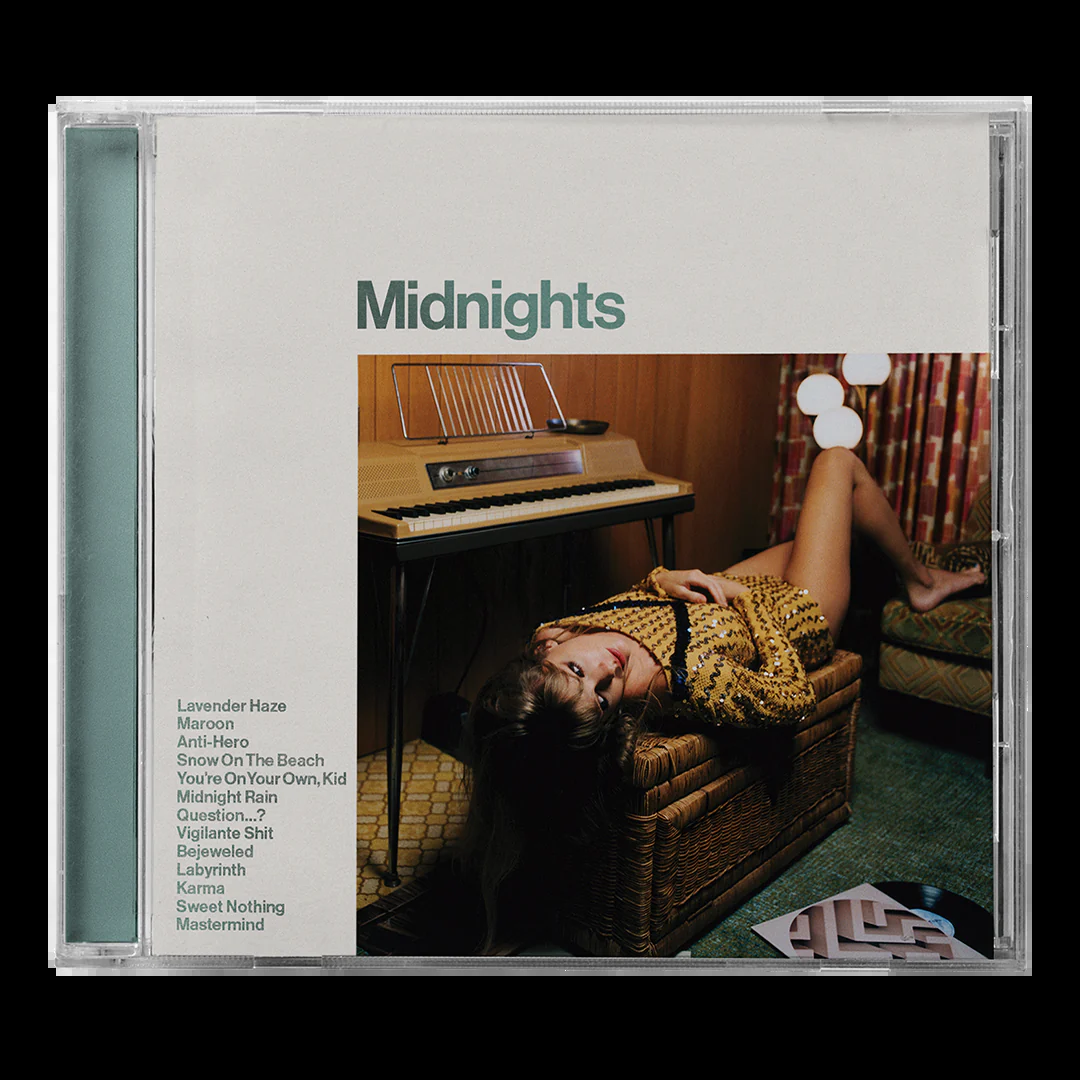 Midnights
Lavender Haze
Maroon
Anti-Hero
Snow On The Beach
You're On Your Own, Kid
Midnight Rain
Question...?
Vigilante Shit
Bejeweled
Labyrinth
Karma
Sweet Nothing
Mastermind